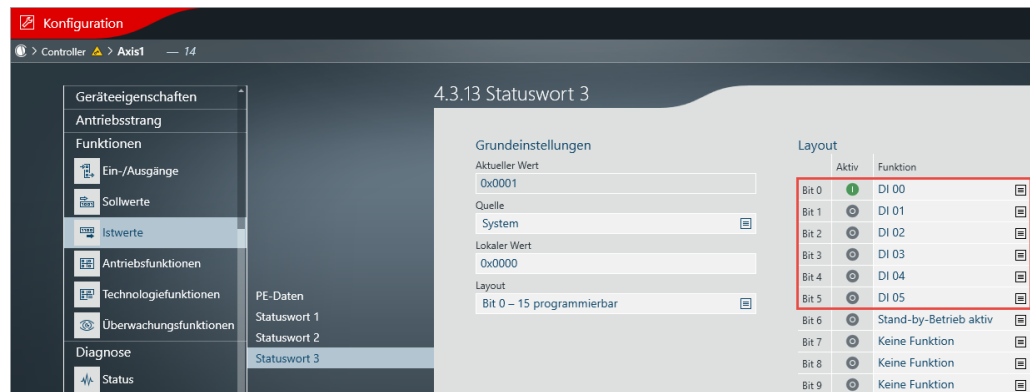 Konfiguration
> Controller > Axis1 — 14
Geräteeigenschaften
Antriebsstrang
Funktionen
Ein-/Ausgänge
Sollwerte
Istwerte
Antriebsfunktionen
Technologiefunktionen
Überwachungsfunktionen
Diagnose
Status
PE-Daten
Statuswort 1
Statuswort 2
Statuswort 3
4.3.13 Statuswort 3
Grundeinstellungen
Aktueller Wert
0x0001
Quelle
System
Lokaler Wert
0x0000
Layout
Bit 0 – 15 programmierbar
Layout
Aktiv Funktion
Bit 0 DI 00
Bit 1 DI 01
Bit 2 DI 02
Bit 3 DI 03
Bit 4 DI 04
Bit 5 DI 05
Bit 6 Stand-by-Betrieb aktiv
Bit 7 Keine Funktion
Bit 8 Keine Funktion
Bit 9 Keine Funktion